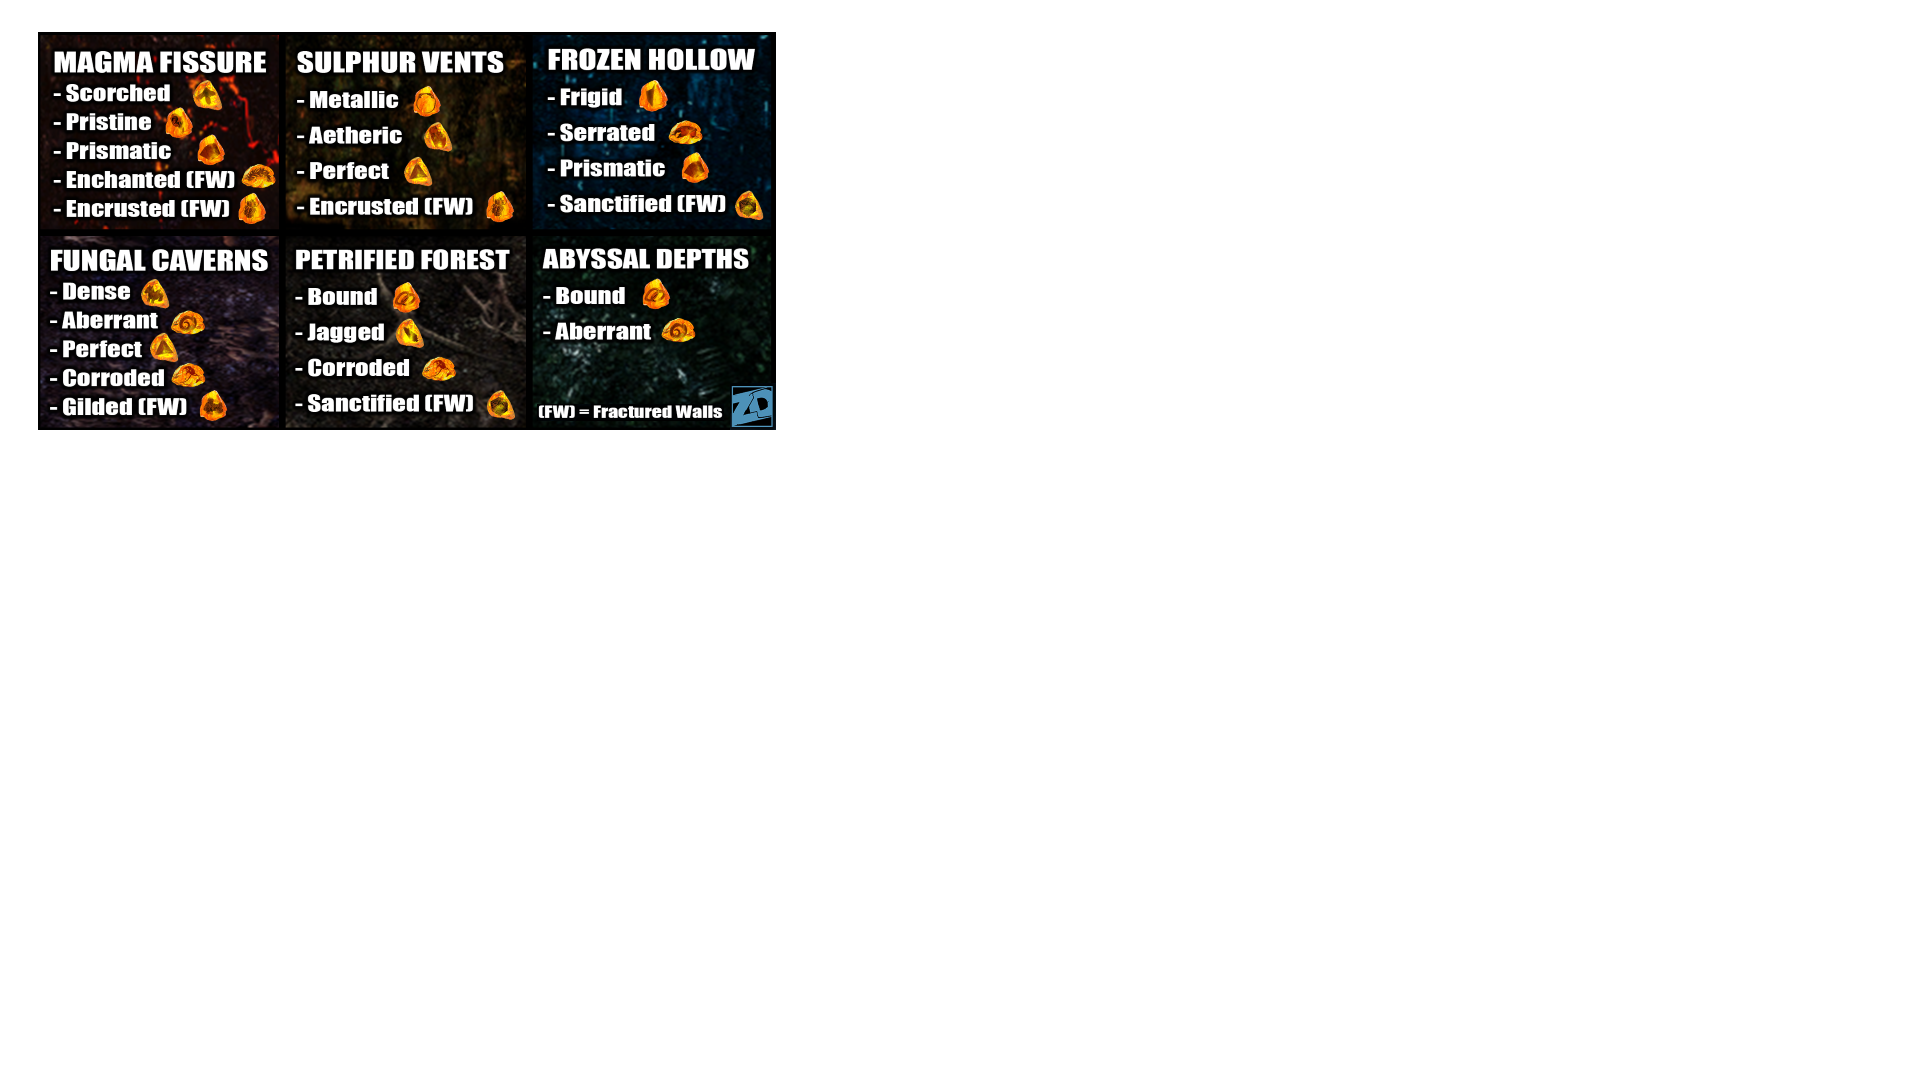 MAGMA FISSURE
- Scorched
- Pristine
- Prismatic
- Enchanted (FW)
- Encrusted (FW)
SULPHUR VENTS
- Metallic
- Aetheric
- Perfect
- Encrusted (FW)
FROZEN HOLLOW
- Frigid
- Serrated
- Prismatic
- Sanctified (FW)
FUNGAL CAVERNS
- Dense
- Aberrant
- Perfect
- Corroded
- Gilded (FW)
PETRIFIED FOREST
- Bound
- Jagged
- Corroded
- Sanctified (FW)
ABYSSAL DEPTHS
- Bound
- Aberrant
(FW) = Fractured Walls
ZD